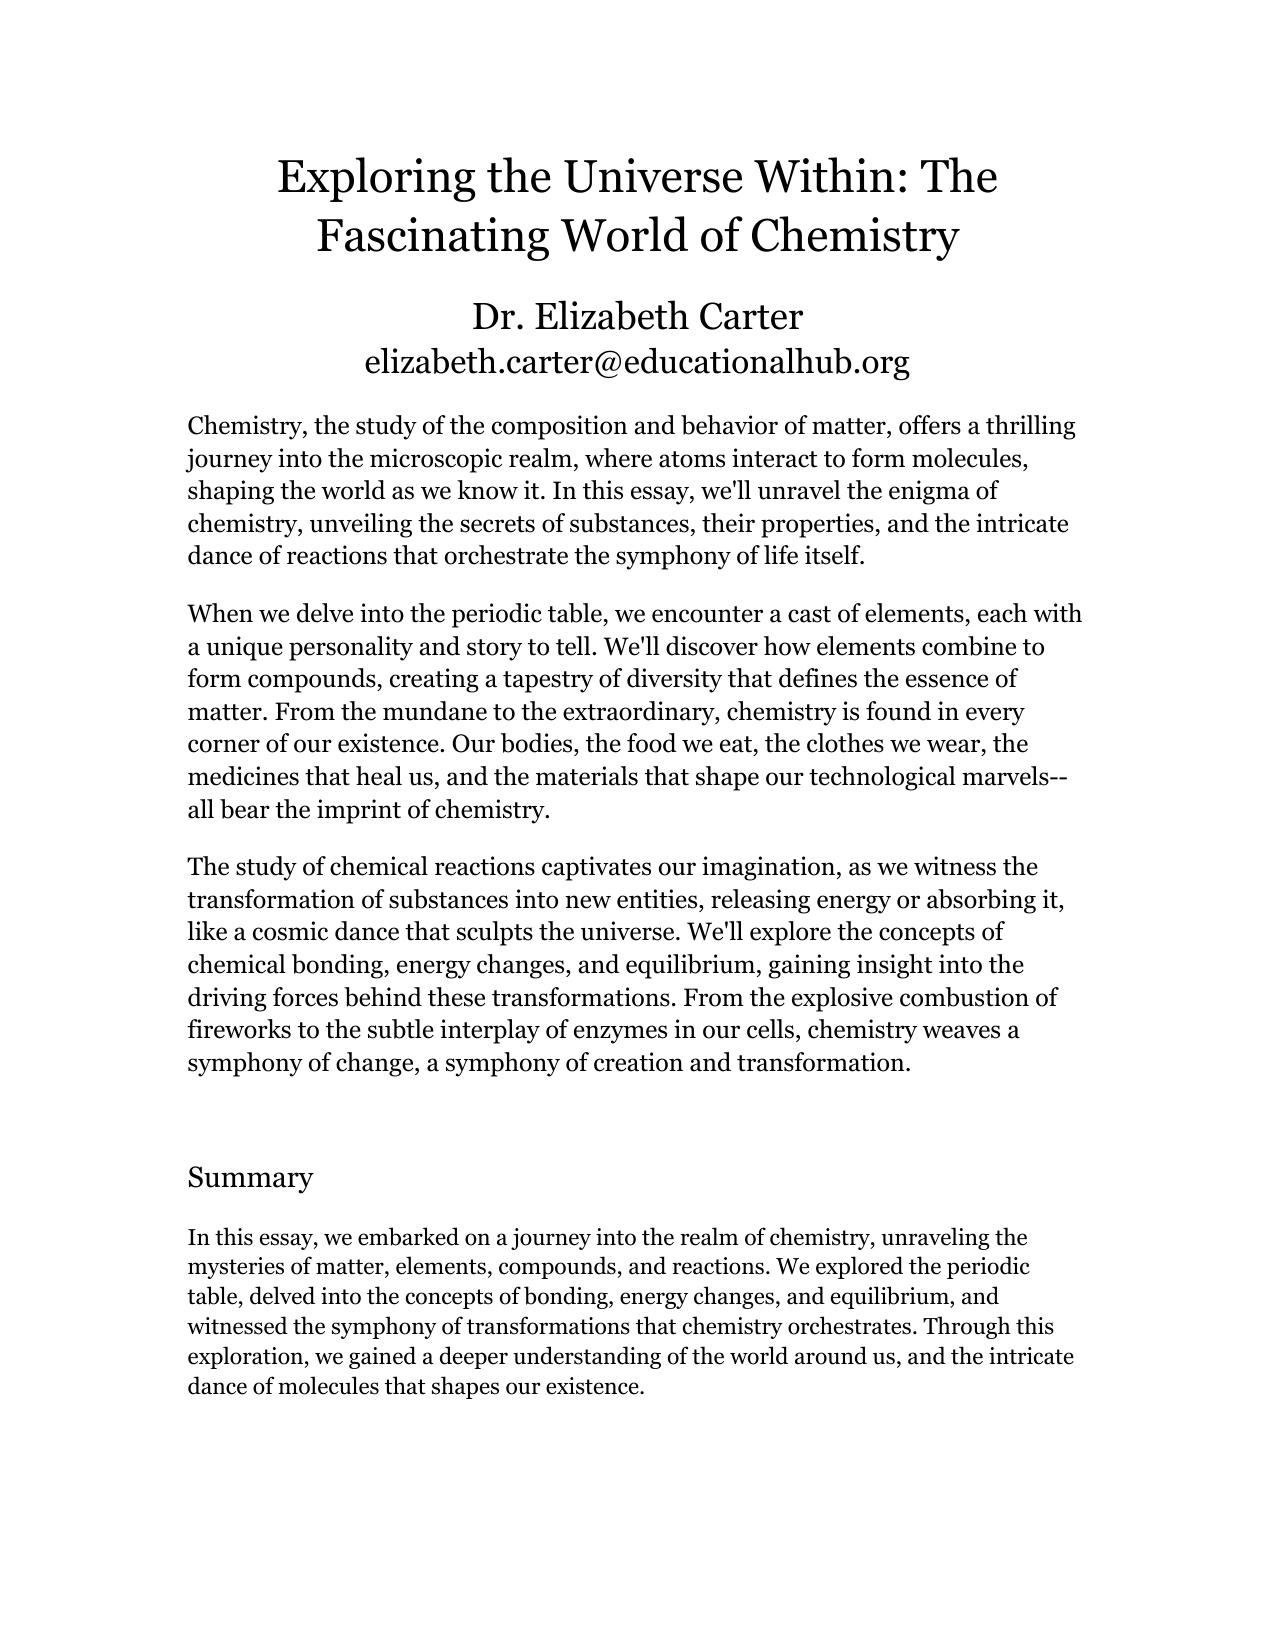 Exploring the Universe Within: The
Fascinating World of Chemistry
Dr. Elizabeth Carter
elizabeth.carter@educationalhub.org
Chemistry, the study of the composition and behavior of matter, offers a thrilling
journey into the microscopic realm, where atoms interact to form molecules,
shaping the world as we know it. In this essay, we'll unravel the enigma of
chemistry, unveiling the secrets of substances, their properties, and the intricate
dance of reactions that orchestrate the symphony of life itself.
When we delve into the periodic table, we encounter a cast of elements, each with
a unique personality and story to tell. We'll discover how elements combine to
form compounds, creating a tapestry of diversity that defines the essence of
matter. From the mundane to the extraordinary, chemistry is found in every
corner of our existence. Our bodies, the food we eat, the clothes we wear, the
medicines that heal us, and the materials that shape our technological marvels--
all bear the imprint of chemistry.
The study of chemical reactions captivates our imagination, as we witness the
transformation of substances into new entities, releasing energy or absorbing it,
like a cosmic dance that sculpts the universe. We'll explore the concepts of
chemical bonding, energy changes, and equilibrium, gaining insight into the
driving forces behind these transformations. From the explosive combustion of
fireworks to the subtle interplay of enzymes in our cells, chemistry weaves a
symphony of change, a symphony of creation and transformation.
Summary
In this essay, we embarked on a journey into the realm of chemistry, unraveling the
mysteries of matter, elements, compounds, and reactions. We explored the periodic
table, delved into the concepts of bonding, energy changes, and equilibrium, and
witnessed the symphony of transformations that chemistry orchestrates. Through this
exploration, we gained a deeper understanding of the world around us, and the intricate
dance of molecules that shapes our existence.